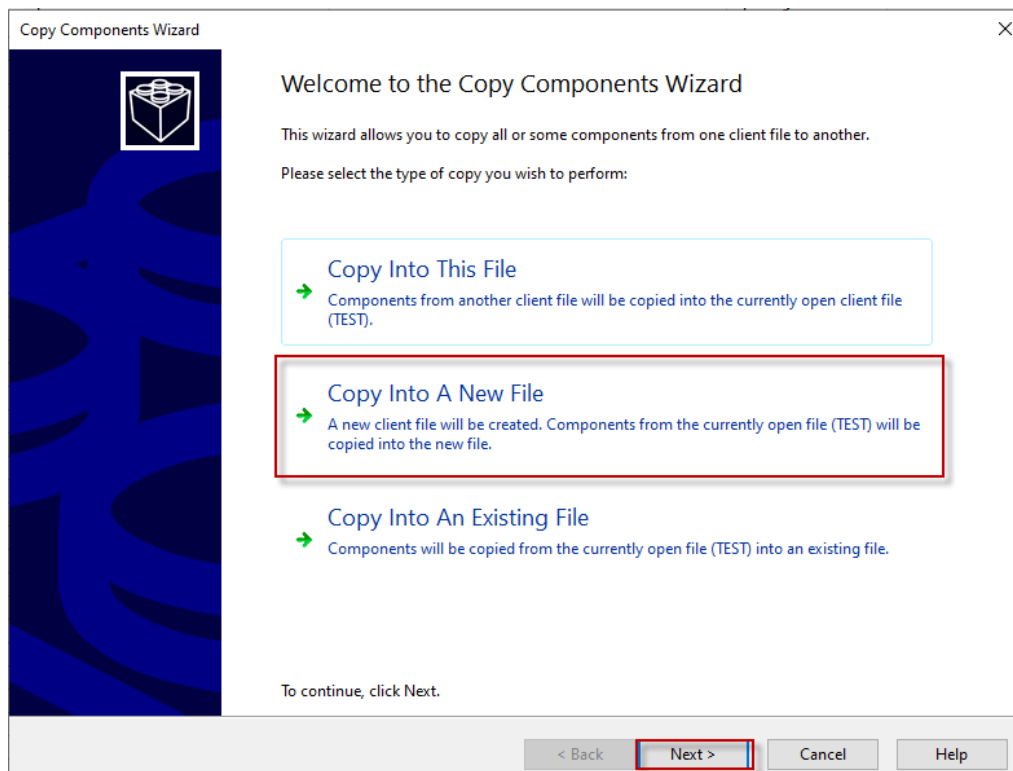 Copy Components Wizard
Welcome to the Copy Components Wizard
This wizard allows you to copy all or some components from one client file to another.
Please select the type of copy you wish to perform:
Copy Into This File
Components from another client file will be copied into the currently open client file
(TEST).
Copy Into A New File
A new client file will be created. Components from the currently open file (TEST) will be
copied into the new file.
Copy Into An Existing File
Components will be copied from the currently open file (TEST) into an existing file.
To continue, click Next.
< Back Next > Cancel Help